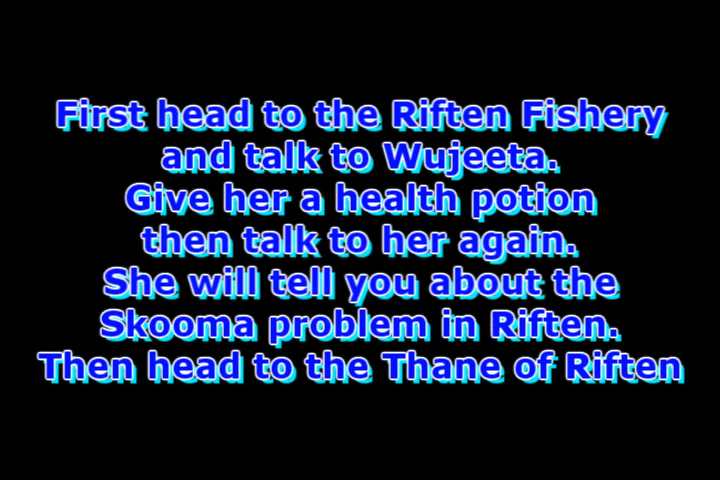 First head to the Riften Fishery
and talk to Wujeeta.
Give her a health potion
then talk to her again.
She will tell you about the
Skooma problem in Riften.
Then head to the Thane of Riften